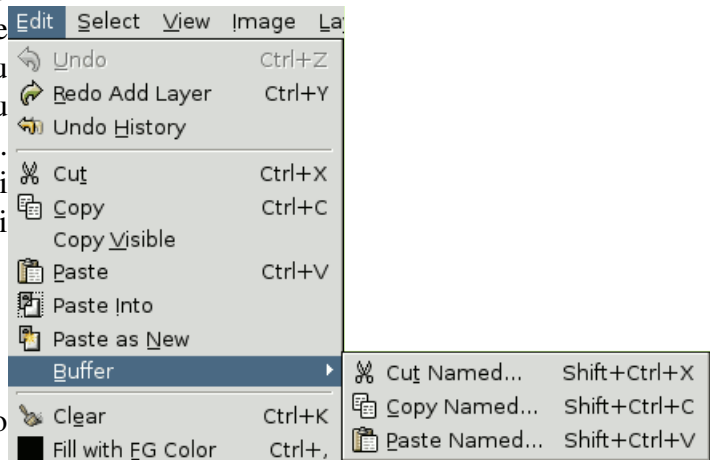 Edit Select View Image La
Undo Ctrl+Z
Redo Add Layer Ctrl+Y
Undo History
Cut Ctrl+X
Copy Ctrl+C
Copy Visible
Paste Ctrl+V
Paste Into
Paste as New
Buffer
Cut Named... Shift+Ctrl+X
Copy Named... Shift+Ctrl+C
Paste Named... Shift+Ctrl+V
Clear Ctrl+K
Fill with FG Color Ctrl+,